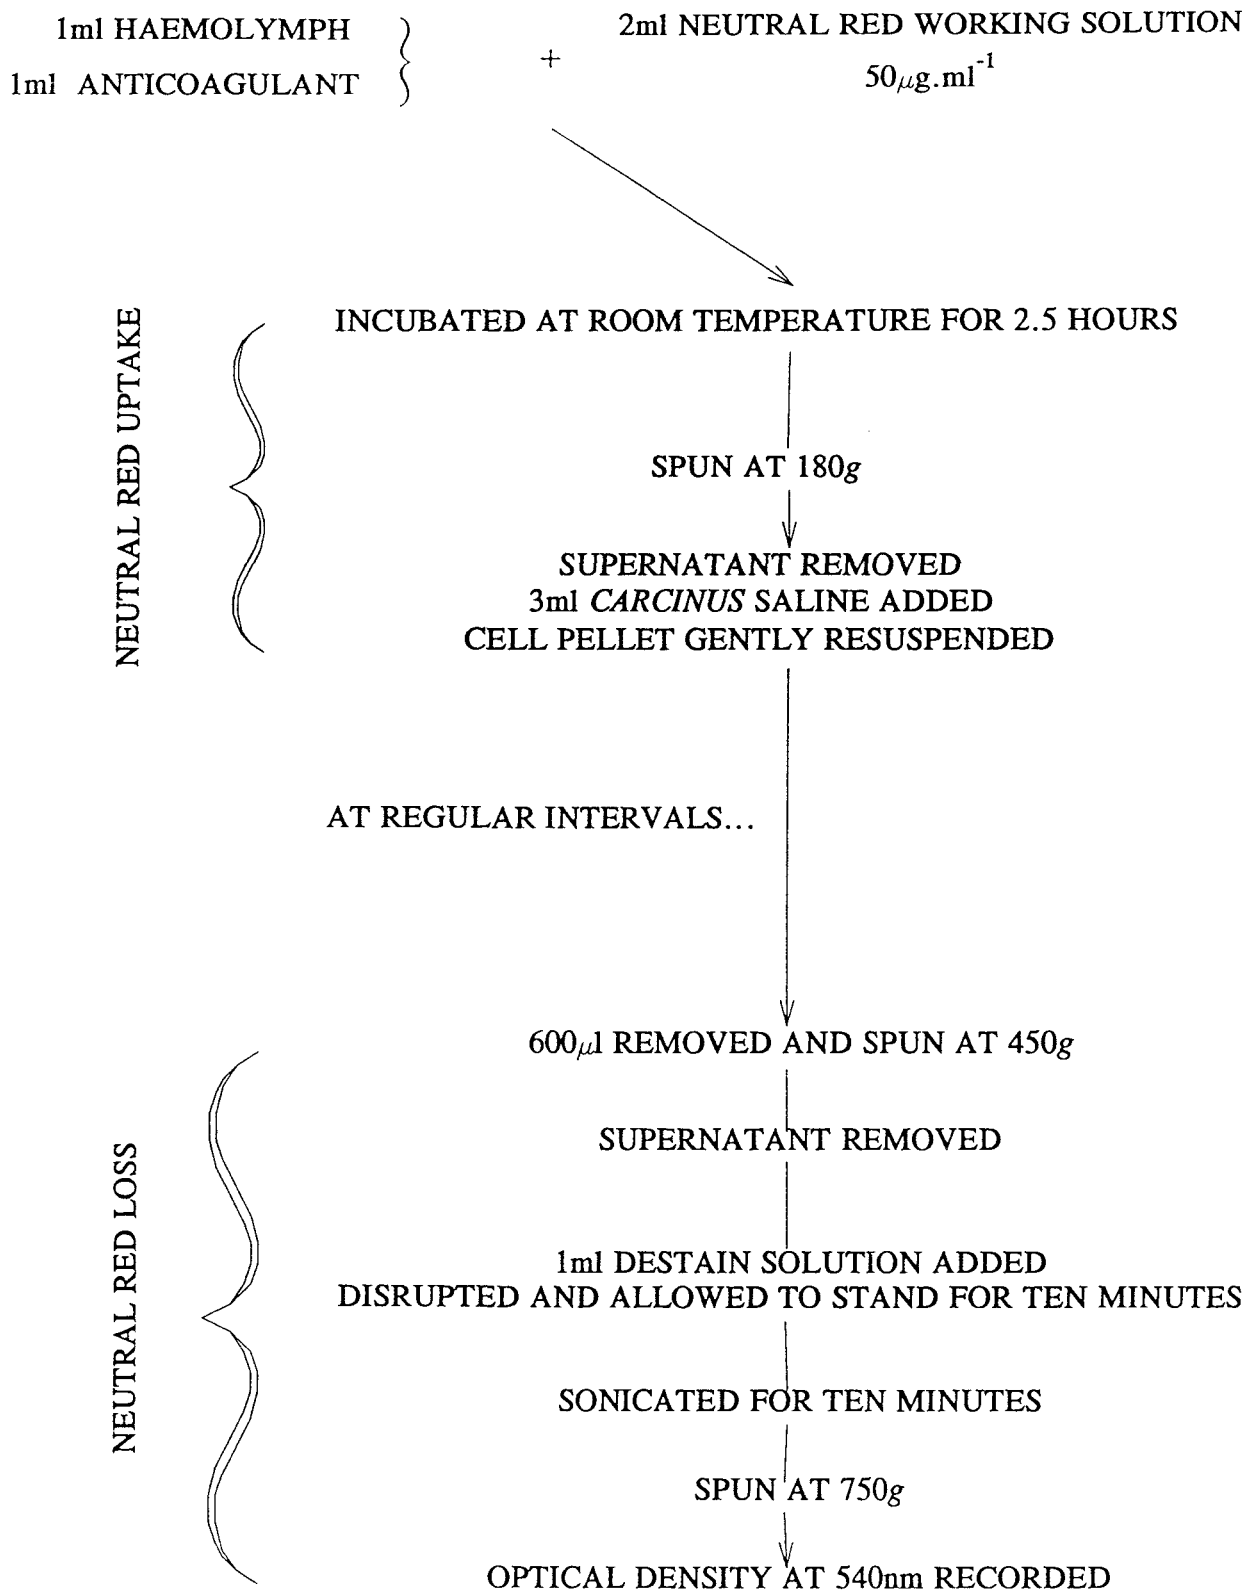 1ml HAEMOLYMPH
1ml ANTICOAGULANT
+
2ml NEUTRAL RED WORKING SOLUTION
50µg.ml⁻¹
NEUTRAL RED UPTAKE
INCUBATED AT ROOM TEMPERATURE FOR 2.5 HOURS
SPUN AT 180g
SUPERNATANT REMOVED
3ml CARCINUS SALINE ADDED
CELL PELLET GENTLY RESUSPENDED
AT REGULAR INTERVALS...
NEUTRAL RED LOSS
600µl REMOVED AND SPUN AT 450g
SUPERNATANT REMOVED
1ml DESTAIN SOLUTION ADDED
DISRUPTED AND ALLOWED TO STAND FOR TEN MINUTES
SONICATED FOR TEN MINUTES
SPUN AT 750g
OPTICAL DENSITY AT 540nm RECORDED